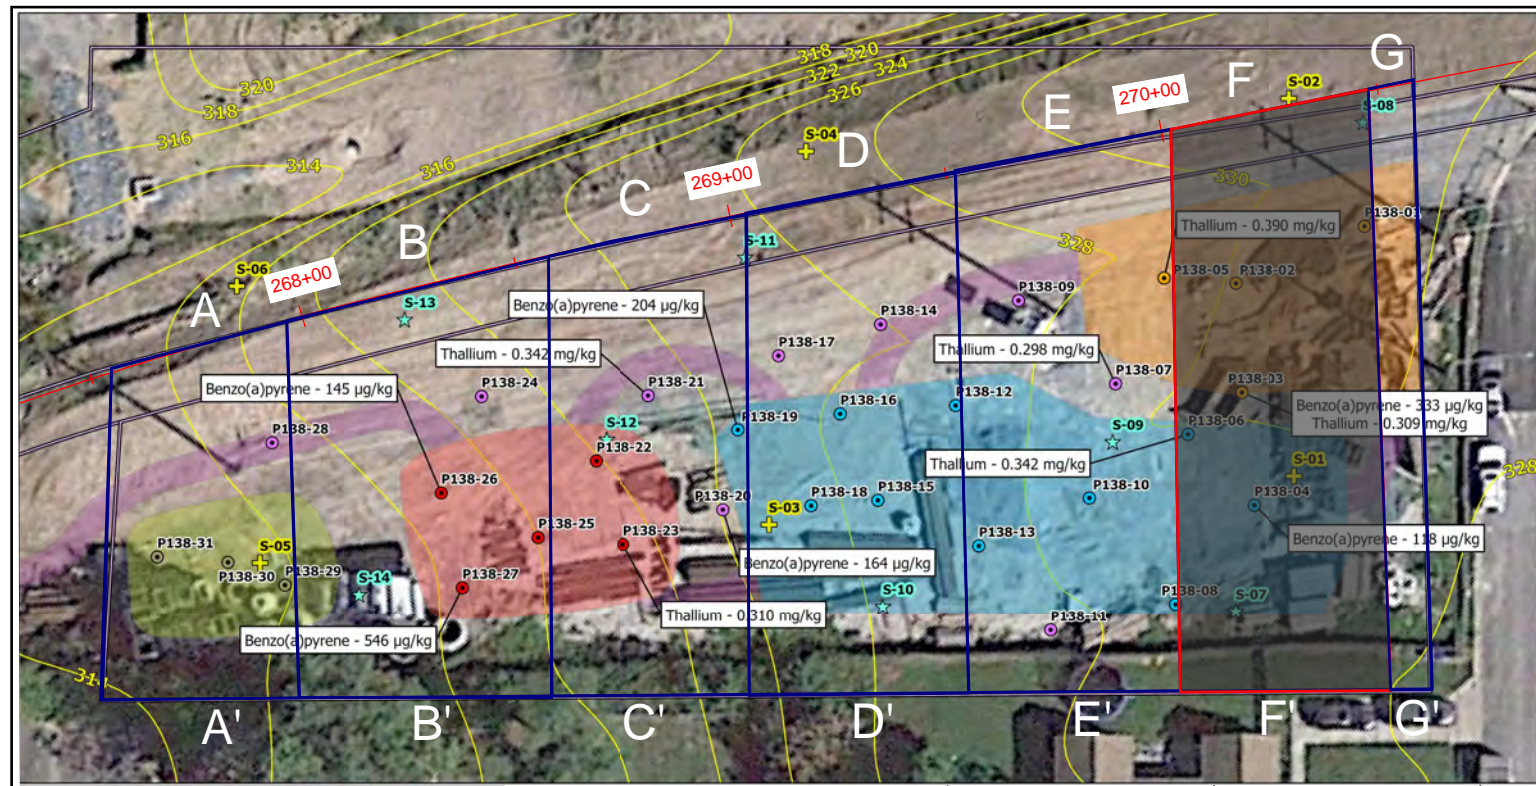 318
320
G
320
322
324
F
S-02
326
270+00
318
E
S-08
316
S-04
D
314
316
269+00
330
C
P138-01
Thallium - 0.390 mg/kg
B
S-11
328
S-06
268+00
P138-05
P138-02
A
S-13
Benzo(a)pyrene - 204 µg/kg
P138-09
P138-14
P138-17
Thallium - 0.342 mg/kg
Thallium - 0.298 mg/kg
Benzo(a)pyrene - 145 µg/kg
P138-24
P138-21
P138-07
P138-03
P138-12
P138-16
Benzo(a)pyrene - 333 µg/kg
Thallium - 0.309 mg/kg
P138-19
P138-28
S-12
S-09
P138-06
P138-22
Thallium - 0.342 mg/kg
S-01
328
P138-26
P138-20
P138-18
P138-15
P138-10
P138-04
S-03
P138-25
P138-23
P138-13
Benzo(a)pyrene - 118 µg/kg
P138-31
S-05
P138-30
P138-29
Benzo(a)pyrene - 164 µg/kg
S-14
P138-27
S-10
P138-08
S-07
Thallium - 0.310 mg/kg
P138-11
Benzo(a)pyrene - 546 µg/kg
314
A'
B'
C'
D'
E'
F'
G'